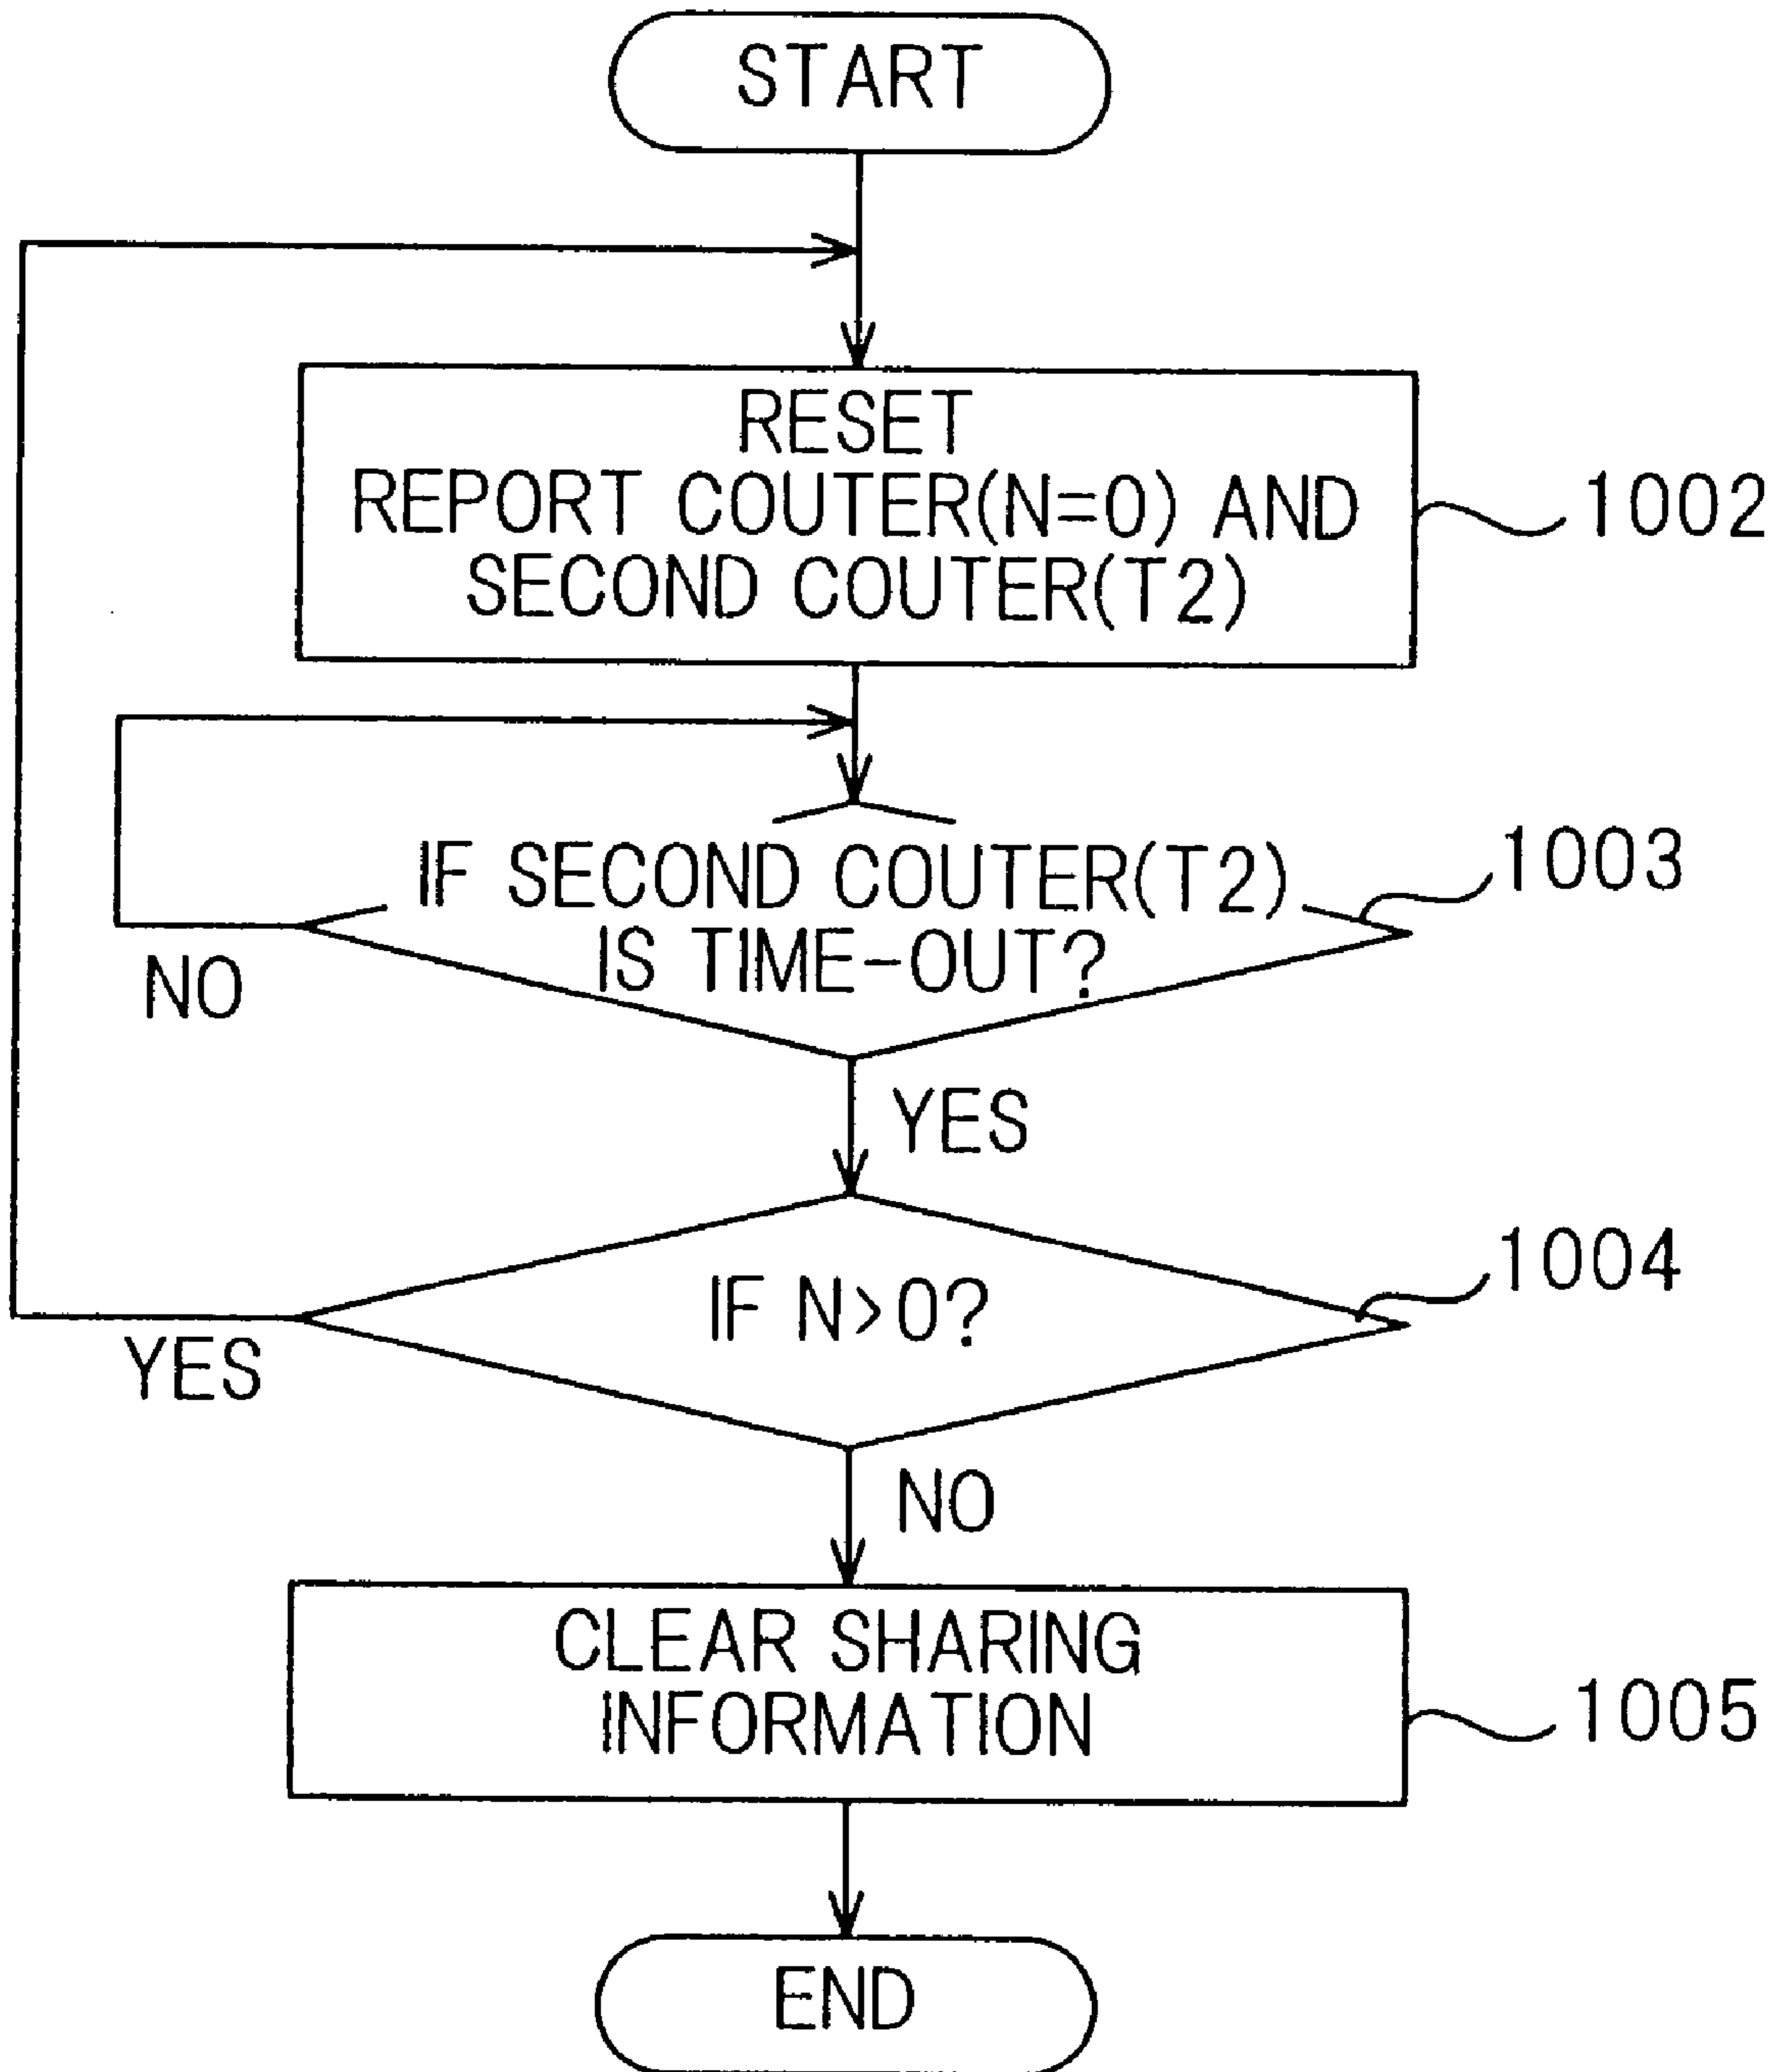 START
RESET
REPORT COUTER(N=0) AND
SECOND COUTER(T2)
1002
IF SECOND COUTER(T2)
IS TIME-OUT?
1003
NO
YES
IF N>0?
1004
YES
NO
CLEAR SHARING
INFORMATION
1005
END